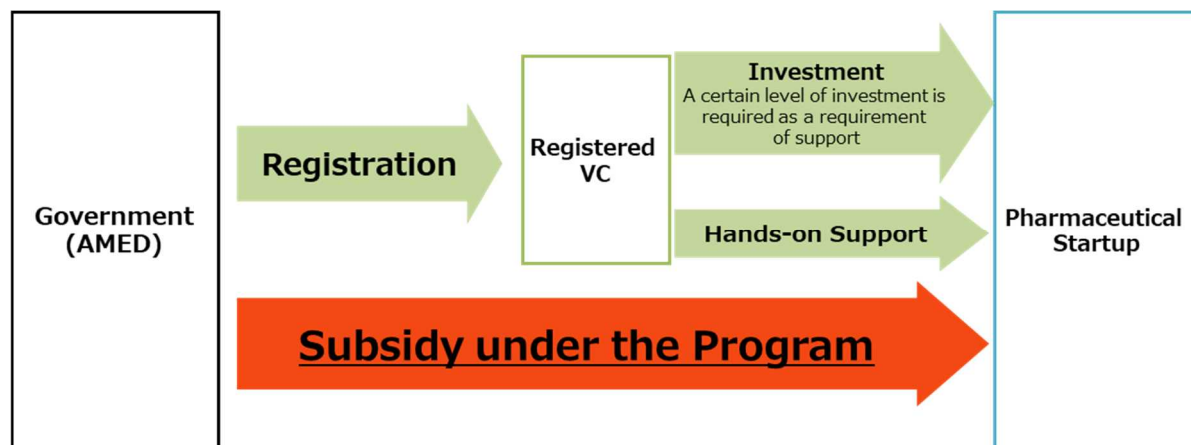 Government
(AMED)
Registration
Registered
VC
Investment
A certain level of investment is
required as a requirement
of support
Hands-on Support
Pharmaceutical
Startup
Subsidy under the Program